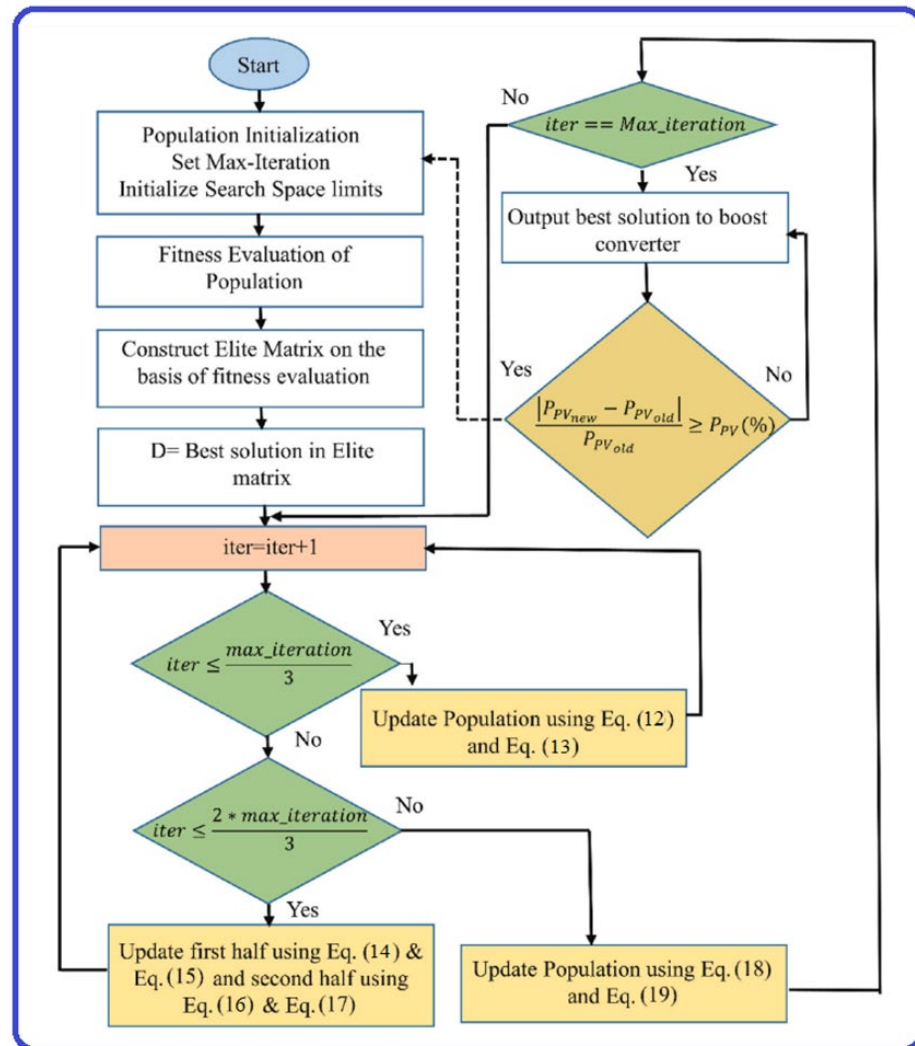 Start
Population Initialization
Set Max-Iteration
Initialize Search Space limits
Fitness Evaluation of
Population
Construct Elite Matrix on the
basis of fitness evaluation
D= Best solution in Elite
matrix
iter=iter+1
iter ≤ max_iteration / 3
Yes
Update Population using Eq. (12)
and Eq. (13)
No
iter ≤ 2 * max_iteration / 3
No
Yes
Update first half using Eq. (14) &
Eq. (15) and second half using
Eq. (16) & Eq. (17)
Update Population using Eq. (18)
and Eq. (19)
No
iter == Max_iteration
Yes
Output best solution to boost
converter
Yes
No
|P_PVnew − P_PVold| / P_PVold ≥ P_PV(%)